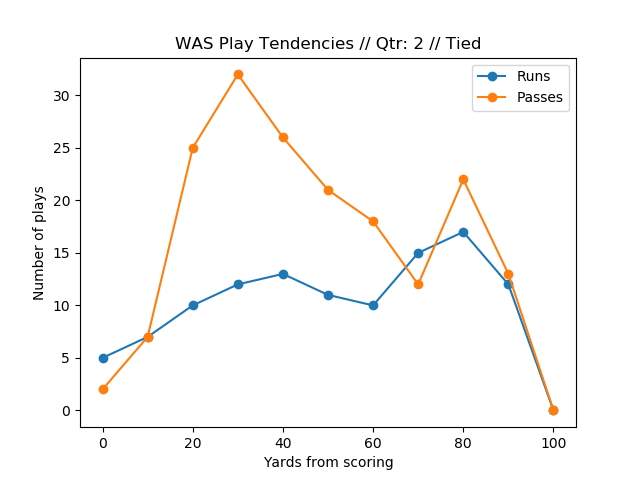 WAS Play Tendencies // Qtr: 2 // Tied
Runs
Passes
Number of plays
30
25
20
15
10
5
0
0 20 40 60 80 100
Yards from scoring